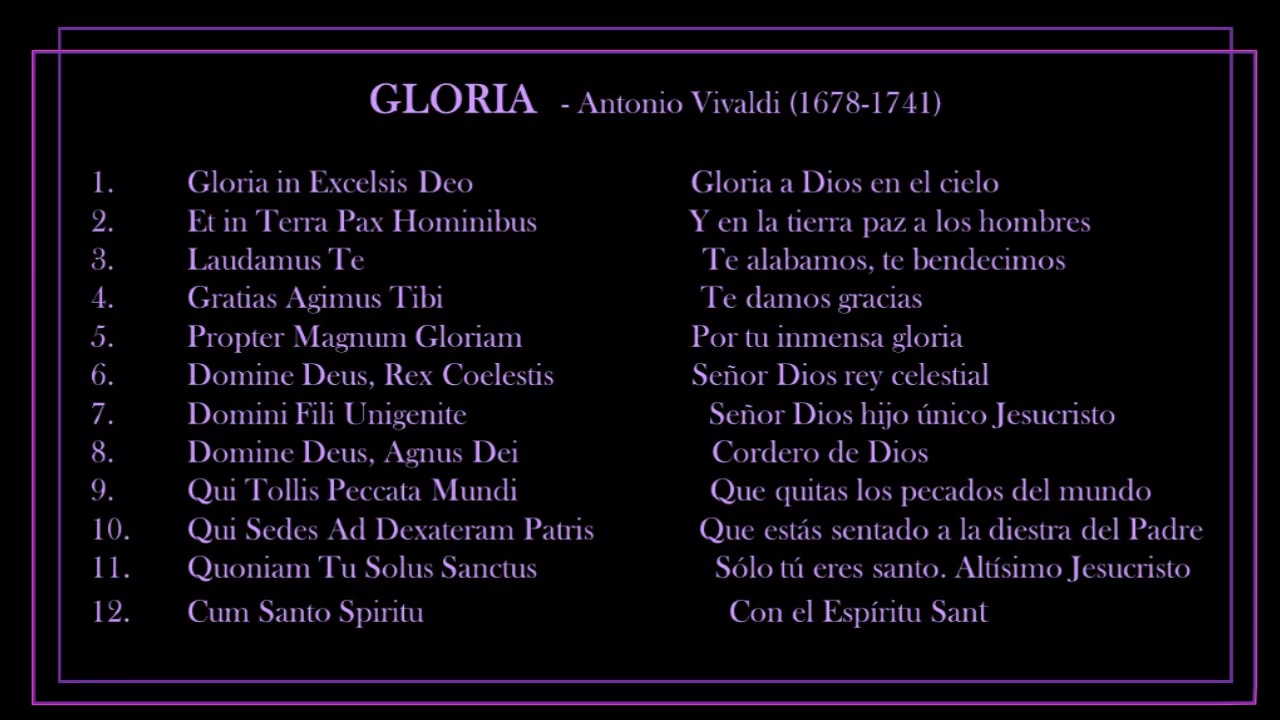 GLORIA - Antonio Vivaldi (1678-1741)
1. Gloria in Excelsis Deo Gloria a Dios en el cielo
2. Et in Terra Pax Hominibus Y en la tierra paz a los hombres
3. Laudamus Te Te alabamos, te bendecimos
4. Gratias Agimus Tibi Te damos gracias
5. Propter Magnum Gloriam Por tu inmensa gloria
6. Domine Deus, Rex Coelestis Señor Dios rey celestial
7. Domini Fili Unigenite Señor Dios hijo único Jesucristo
8. Domine Deus, Agnus Dei Cordero de Dios
9. Qui Tollis Peccata Mundi Que quitas los pecados del mundo
10. Qui Sedes Ad Dexateram Patris Que estás sentado a la diestra del Padre
11. Quoniam Tu Solus Sanctus Sólo tú eres santo. Altísimo Jesucristo
12. Cum Santo Spiritu Con el Espíritu Sant